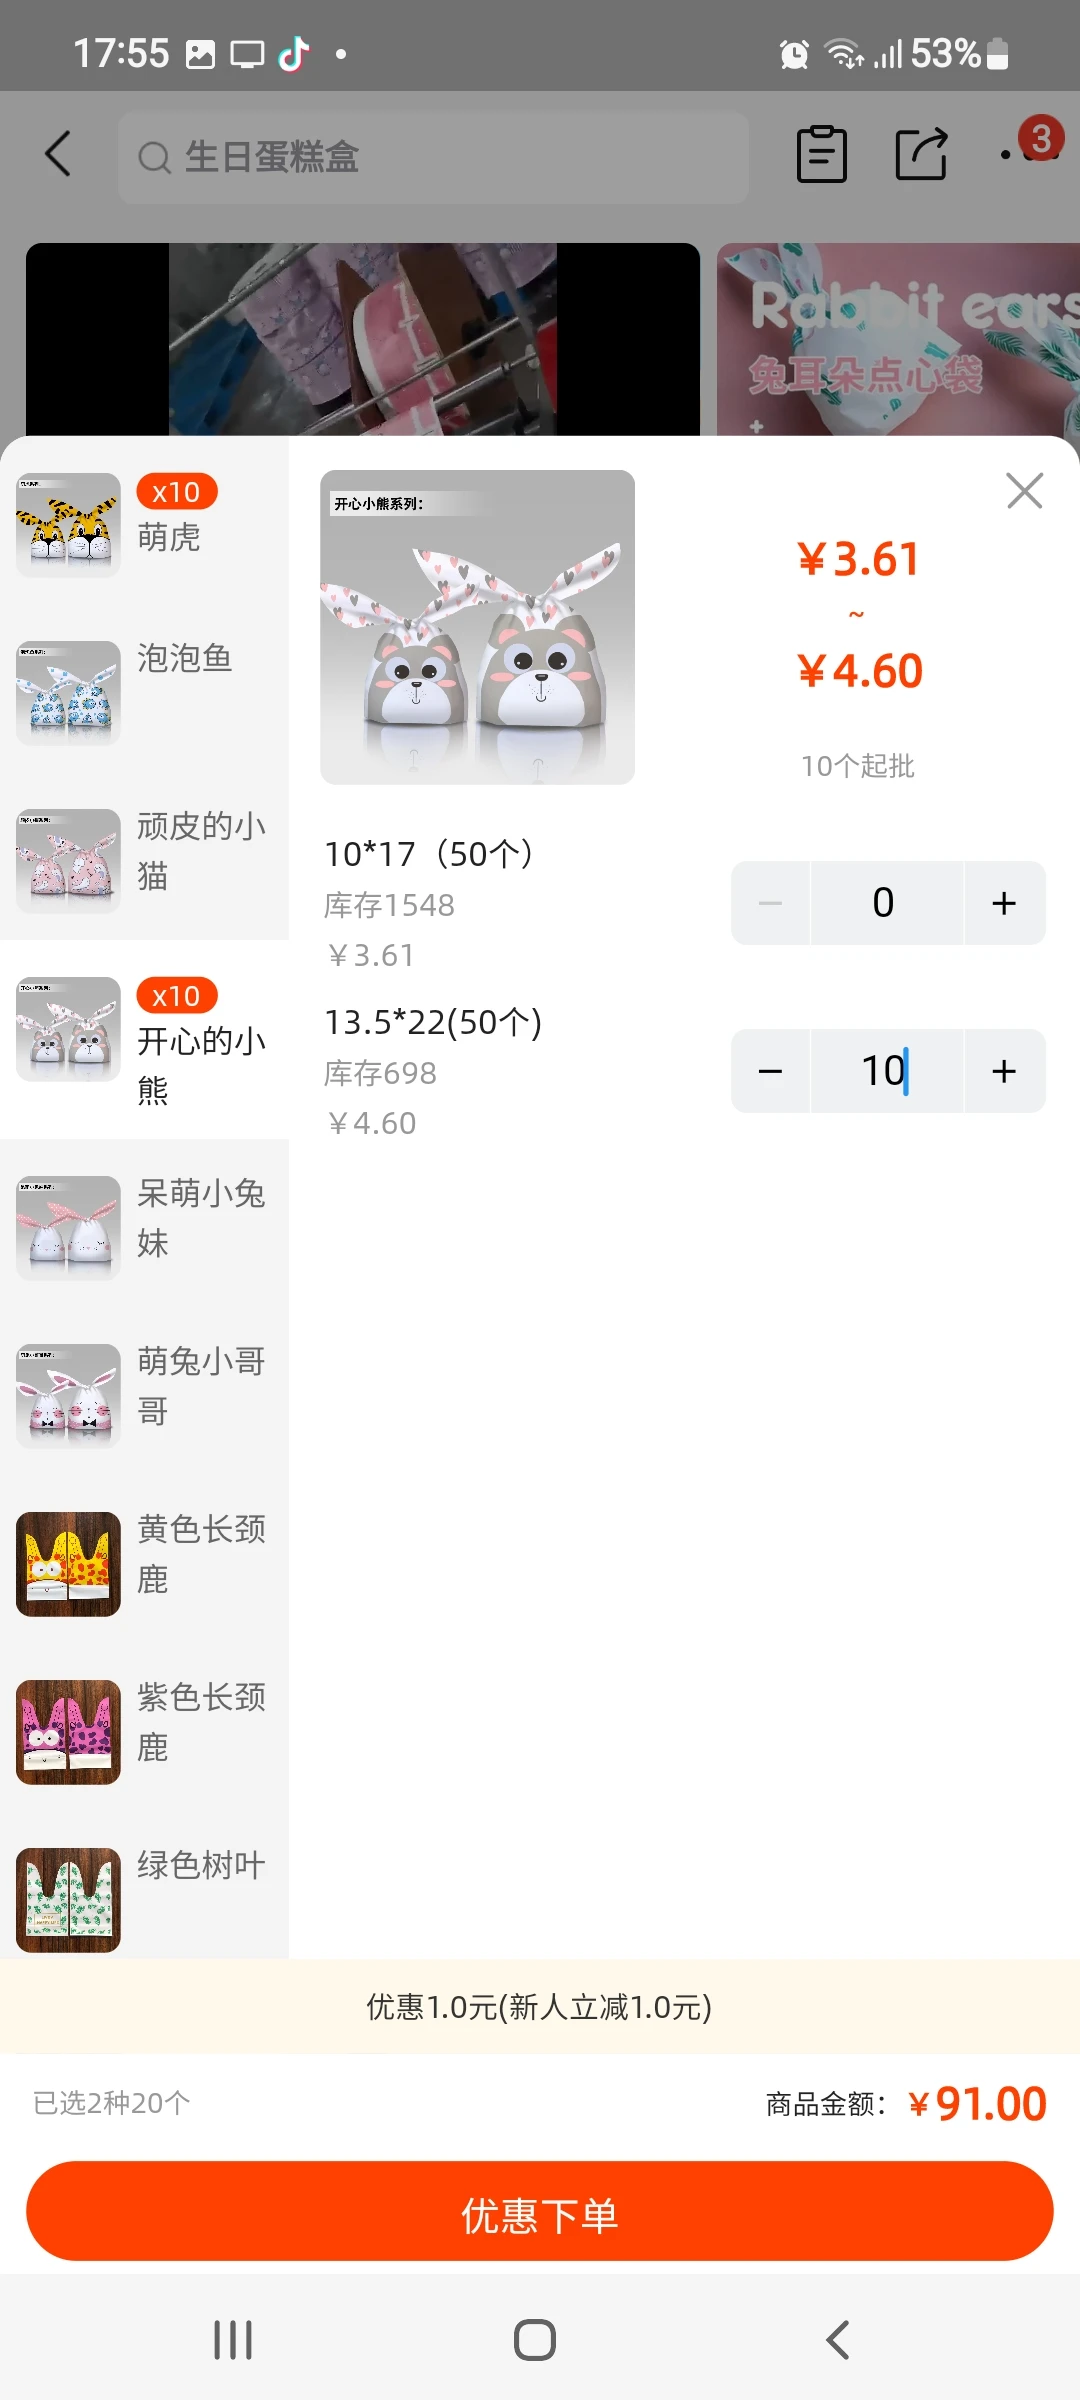 17:55
53%
生日蛋糕盒
3
Rabbit ears
兔耳朵点心袋
x10
萌虎
泡泡鱼
顽皮的小
猫
x10
开心的小
熊
呆萌小兔
妹
萌兔小哥
哥
黄色长颈
鹿
紫色长颈
鹿
绿色树叶
开心小熊系列:
¥3.61
~
¥4.60
10个起批
10*17（50个）
库存1548
¥3.61
0
13.5*22(50个)
库存698
¥4.60
10
优惠1.0元(新人立减1.0元)
已选2种20个
商品金额: ¥91.00
优惠下单